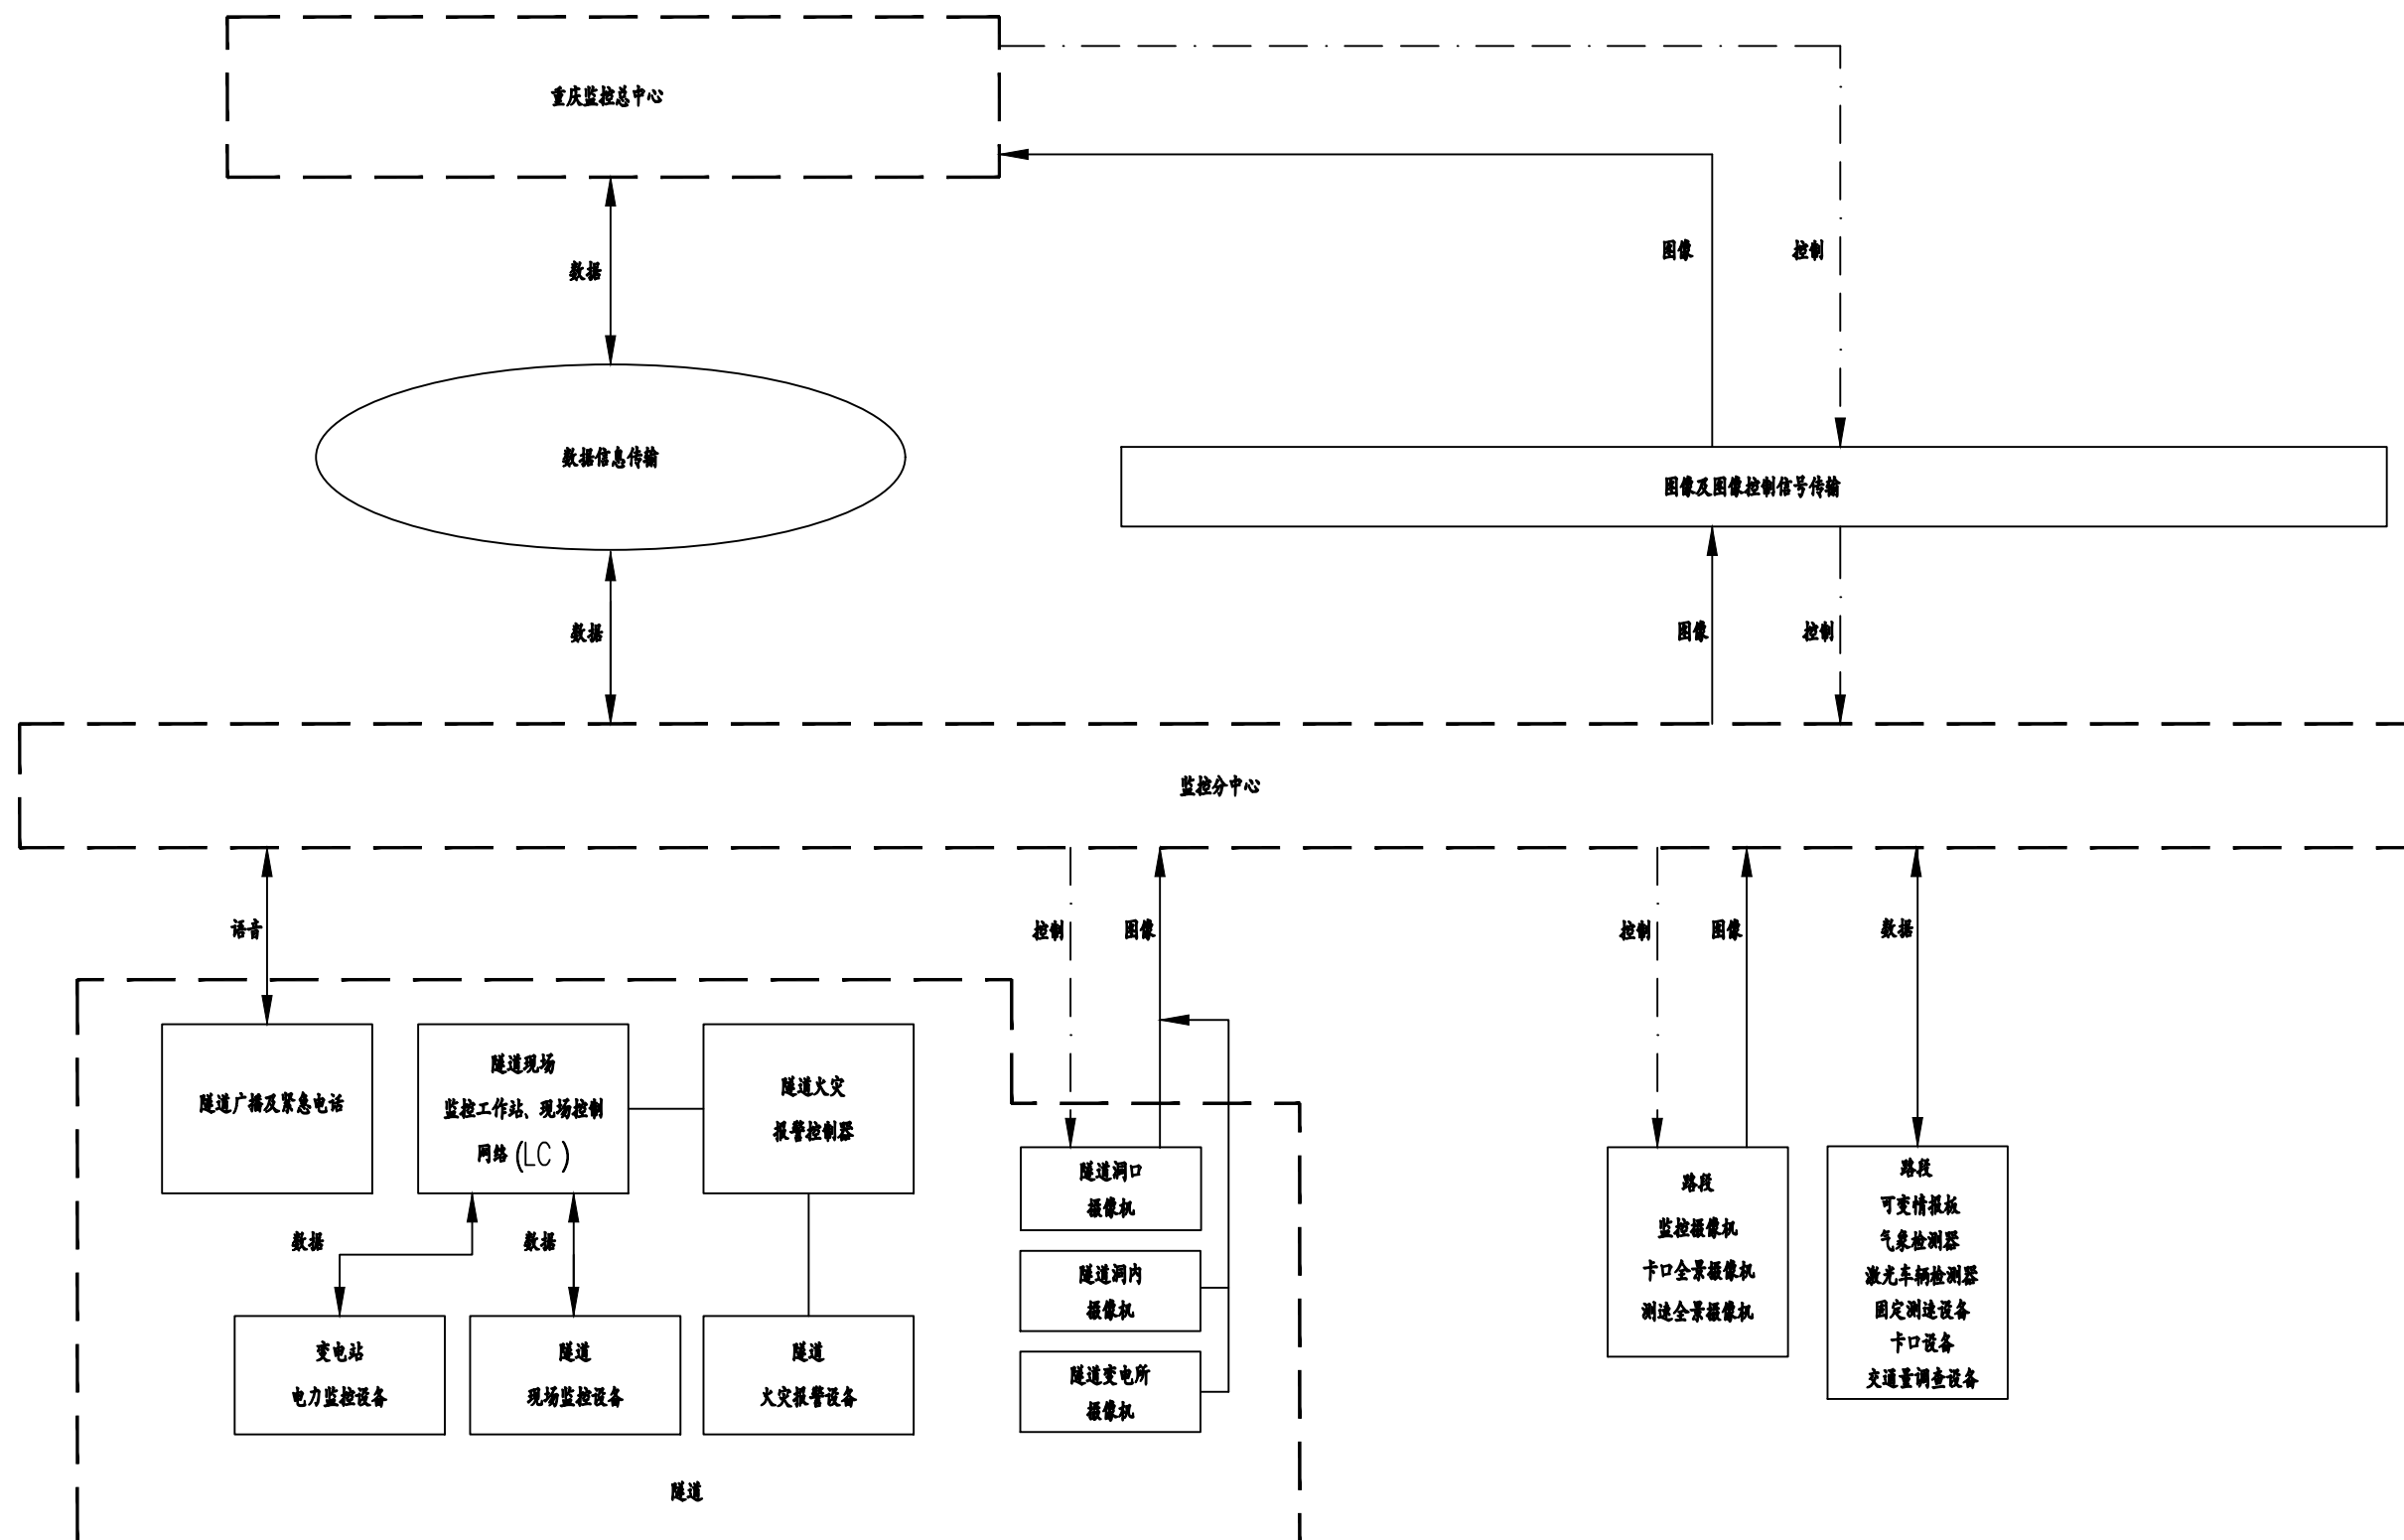 重庆监控总中心
数据
图像
控制
数据信息传输
图像及图像控制信号传输
数据
图像
控制
监控分中心
语音
控制
图像
控制
图像
数据
隧道广播及紧急电话
隧道现场
监控工作站、现场控制
网络(LC )
隧道火灾
报警控制器
隧道洞口
摄像机
隧道洞内
摄像机
隧道变电所
摄像机
路段
监控摄像机
卡口全景摄像机
测速全景摄像机
路段
可变情报板
气象检测器
激光车辆检测器
固定测速设备
卡口设备
交通量调查设备
数据
数据
变电站
电力监控设备
隧道
现场监控设备
隧道
火灾报警设备
隧道